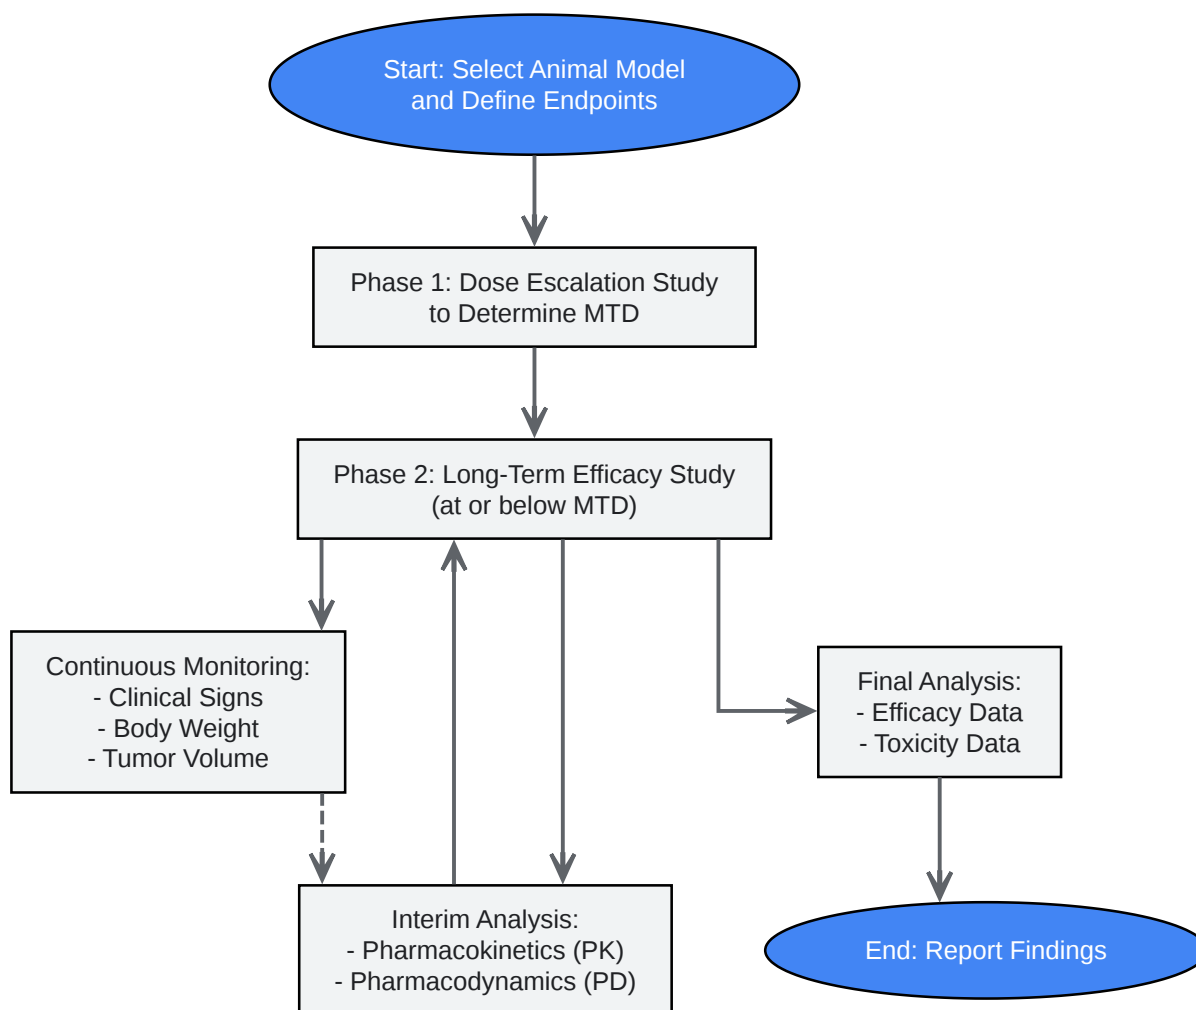 Start: Select Animal Model
and Define Endpoints
Phase 1: Dose Escalation Study
to Determine MTD
Phase 2: Long-Term Efficacy Study
(at or below MTD)
Continuous Monitoring:
- Clinical Signs
- Body Weight
- Tumor Volume
Final Analysis:
- Efficacy Data
- Toxicity Data
Interim Analysis:
- Pharmacokinetics (PK)
- Pharmacodynamics (PD)
End: Report Findings